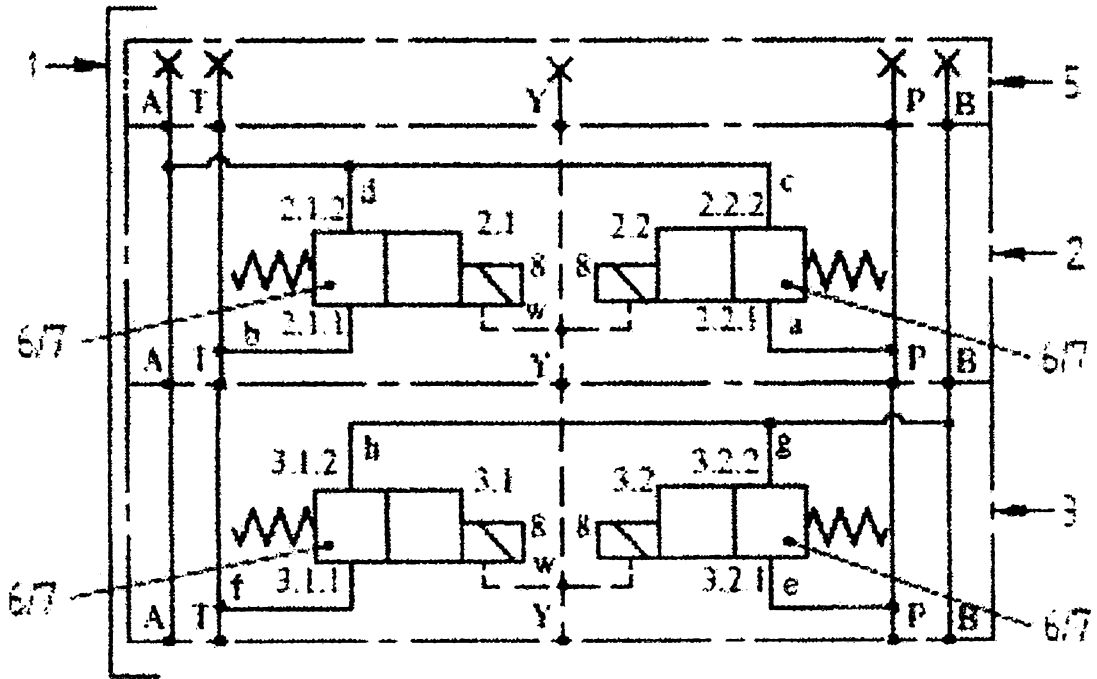 1
A T Y P B 5
d c
2.1.2 2.1 2.2 2.2.2
8 8 2
w
6/7 b 2.1.1 2.2.1 a 6/7
A T Y P B
h g
3.1.2 3.1 3.2 3.2.2
8 8 3
w
6/7 f 3.1.1 3.2.1 e
A T Y P B 6/7